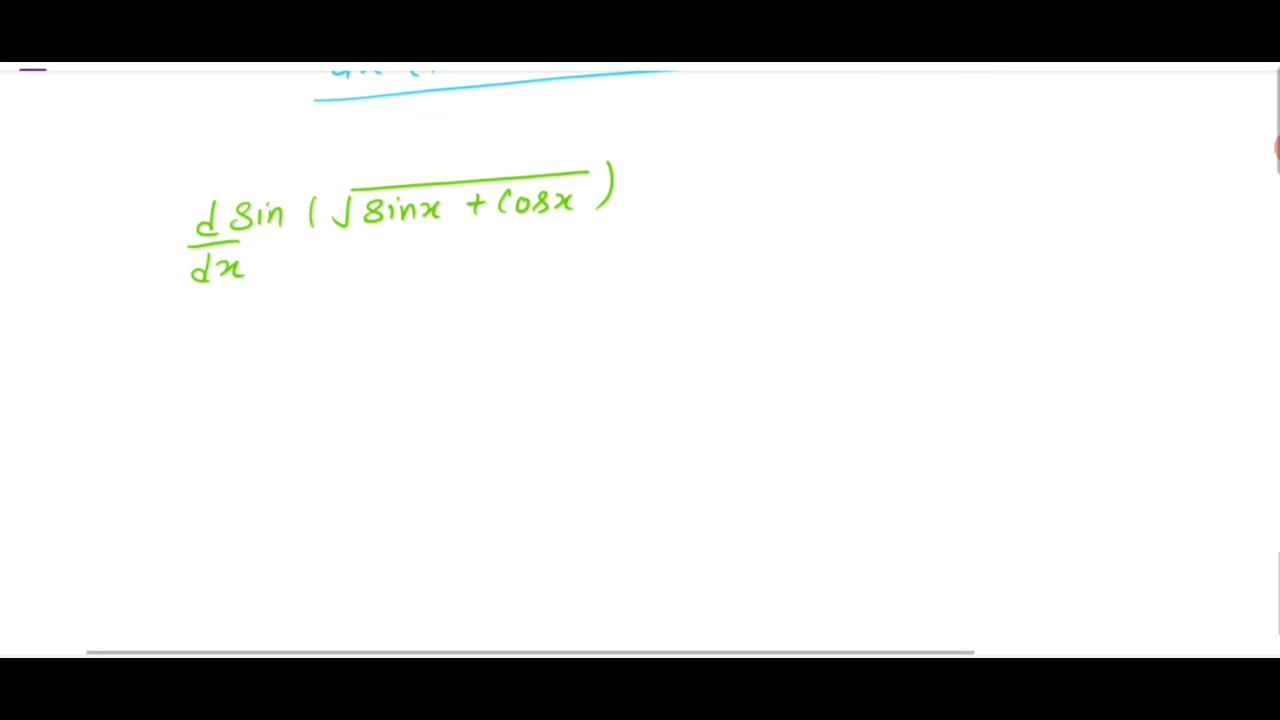 d/dx sin (√sinx + cosx)